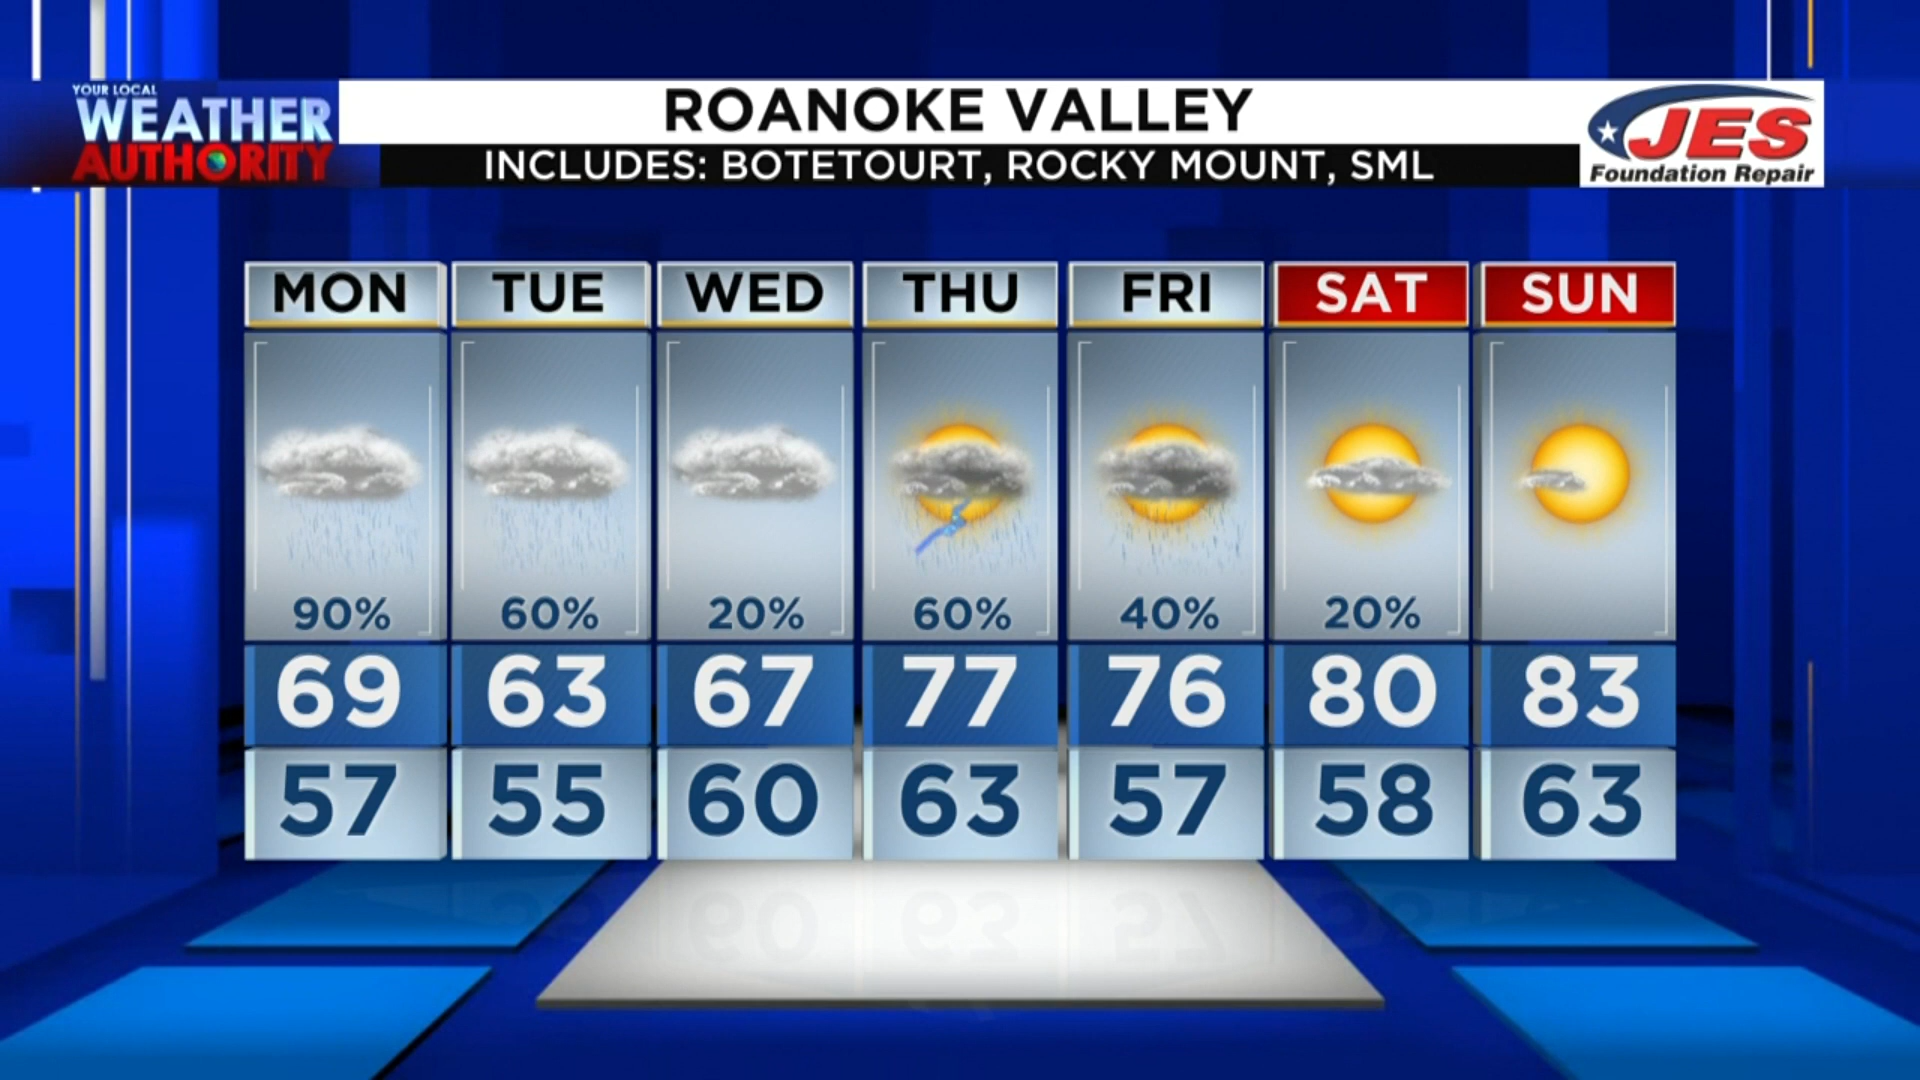 YOUR LOCAL
WEATHER
AUTHORITY
ROANOKE VALLEY
INCLUDES: BOTETOURT, ROCKY MOUNT, SML
JES
Foundation Repair
MON TUE WED THU FRI SAT SUN
90% 60% 20% 60% 40% 20%
69 63 67 77 76 80 83
57 55 60 63 57 58 63